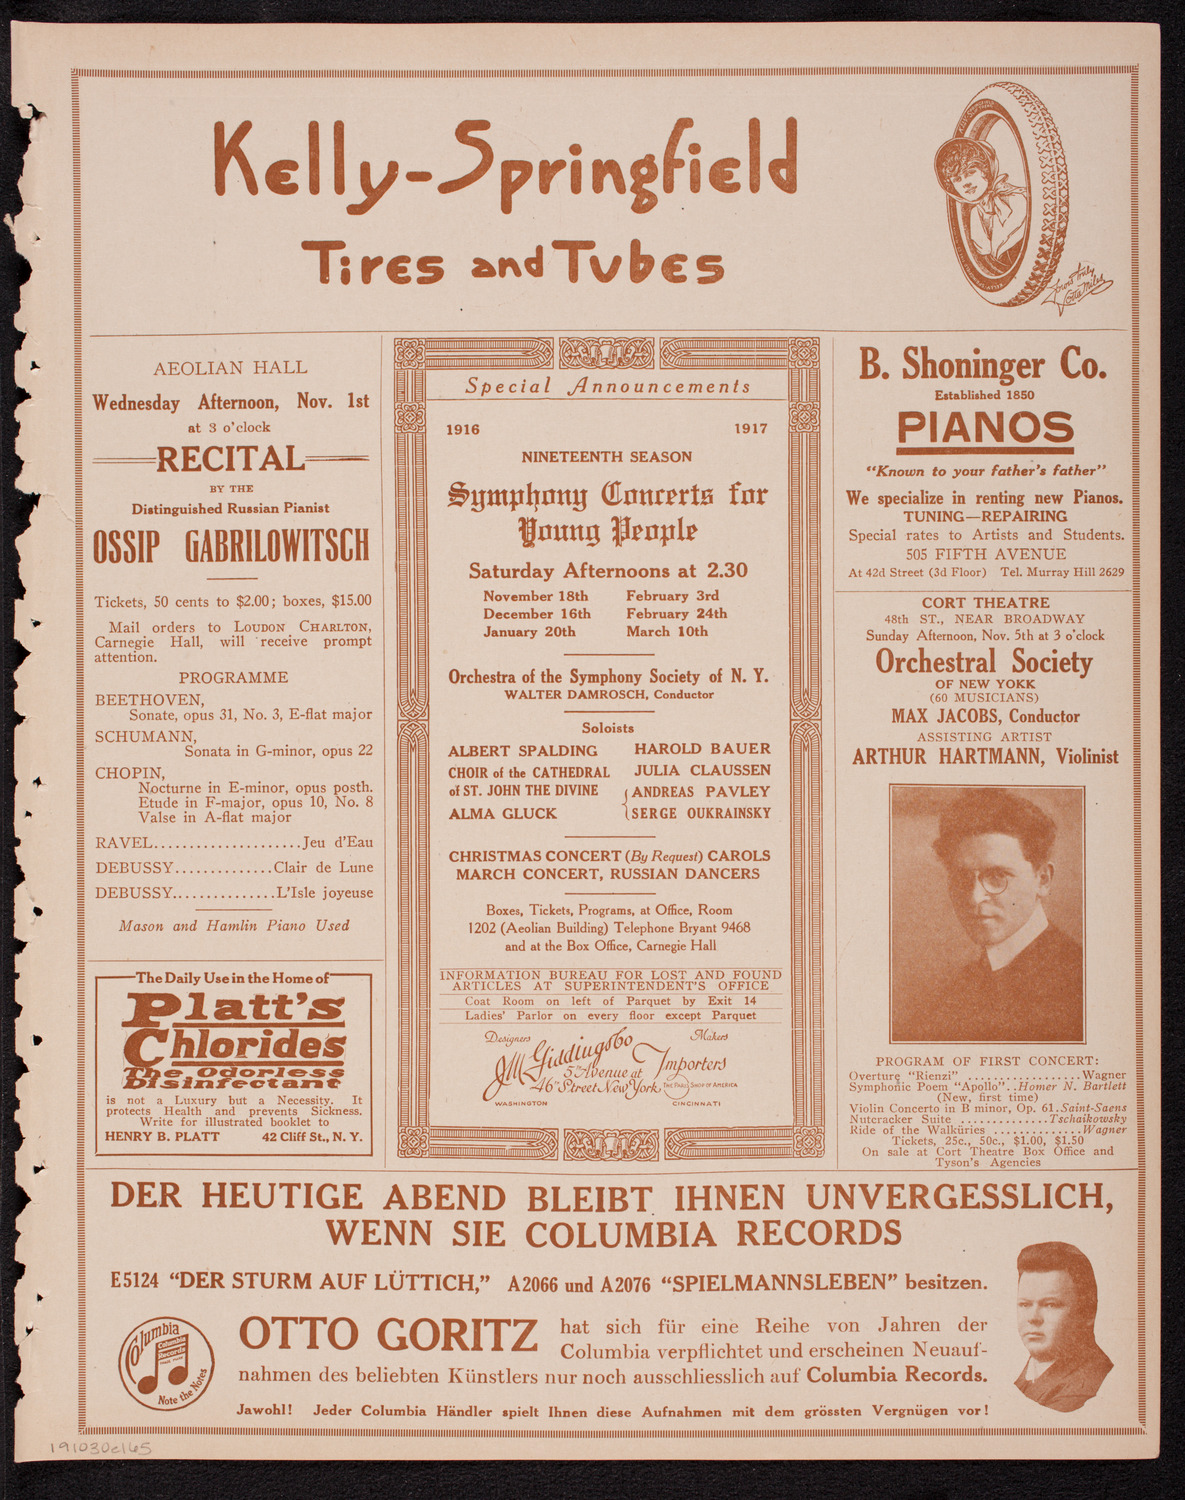 Kelly-Springfield
Tires and Tubes
Yours truly
Lotta Miles
AEOLIAN HALL
Wednesday Afternoon, Nov. 1st
at 3 o'clock
RECITAL
BY THE
Distinguished Russian Pianist
OSSIP GABRILOWITSCH
Tickets, 50 cents to $2.00; boxes, $15.00
Mail orders to LOUDON CHARLTON,
Carnegie Hall, will receive prompt
attention.
PROGRAMME
BEETHOVEN,
Sonate, opus 31, No. 3, E-flat major
SCHUMANN,
Sonata in G-minor, opus 22
CHOPIN,
Nocturne in E-minor, opus posth.
Etude in F-major, opus 10, No. 8
Valse in A-flat major
RAVEL.....................Jeu d'Eau
DEBUSSY..............Clair de Lune
DEBUSSY...............L'Isle joyeuse
Mason and Hamlin Piano Used
The Daily Use in the Home of
Platt's
Chlorides
The Odorless
Disinfectant
is not a Luxury but a Necessity. It
protects Health and prevents Sickness.
Write for illustrated booklet to
HENRY B. PLATT 42 Cliff St., N. Y.
Special Announcements
1916 1917
NINETEENTH SEASON
Symphony Concerts for
Young People
Saturday Afternoons at 2.30
November 18th February 3rd
December 16th February 24th
January 20th March 10th
Orchestra of the Symphony Society of N. Y.
WALTER DAMROSCH, Conductor
Soloists
ALBERT SPALDING HAROLD BAUER
CHOIR of the CATHEDRAL JULIA CLAUSSEN
of ST. JOHN THE DIVINE ANDREAS PAVLEY
ALMA GLUCK SERGE OUKRAINSKY
CHRISTMAS CONCERT (By Request) CAROLS
MARCH CONCERT, RUSSIAN DANCERS
Boxes, Tickets, Programs, at Office, Room
1202 (Aeolian Building) Telephone Bryant 9468
and at the Box Office, Carnegie Hall
INFORMATION BUREAU FOR LOST AND FOUND
ARTICLES AT SUPERINTENDENT'S OFFICE
Coat Room on left of Parquet by Exit 14
Ladies' Parlor on every floor except Parquet
Designers Makers
J.M. Gidding & Co
Importers
5th Avenue at
46th Street New York THE PARIS SHOP OF AMERICA
WASHINGTON CINCINNATI
B. Shoninger Co.
Established 1850
PIANOS
"Known to your father's father"
We specialize in renting new Pianos.
TUNING—REPAIRING
Special rates to Artists and Students.
505 FIFTH AVENUE
At 42d Street (3d Floor) Tel. Murray Hill 2629
CORT THEATRE
48th ST., NEAR BROADWAY
Sunday Afternoon, Nov. 5th at 3 o'clock
Orchestral Society
OF NEW YORK
(60 MUSICIANS)
MAX JACOBS, Conductor
ASSISTING ARTIST
ARTHUR HARTMANN, Violinist
PROGRAM OF FIRST CONCERT:
Overture "Rienzi" .................Wagner
Symphonic Poem "Apollo"..Homer N. Bartlett
(New, first time)
Violin Concerto in B minor, Op. 61.Saint-Saens
Nutcracker Suite ..............Tschaikowsky
Ride of the Walküries ..............Wagner
Tickets, 25c., 50c., $1.00, $1.50
On sale at Cort Theatre Box Office and
Tyson's Agencies
DER HEUTIGE ABEND BLEIBT IHNEN UNVERGESSLICH,
WENN SIE COLUMBIA RECORDS
E5124 "DER STURM AUF LÜTTICH," A2066 und A2076 "SPIELMANNSLEBEN" besitzen.
Columbia
Columbia
Records
Note the Notes
OTTO GORITZ hat sich für eine Reihe von Jahren der
Columbia verpflichtet und erscheinen Neuauf-
nahmen des beliebten Künstlers nur noch ausschliesslich auf Columbia Records.
Jawohl! Jeder Columbia Händler spielt Ihnen diese Aufnahmen mit dem grössten Vergnügen vor!